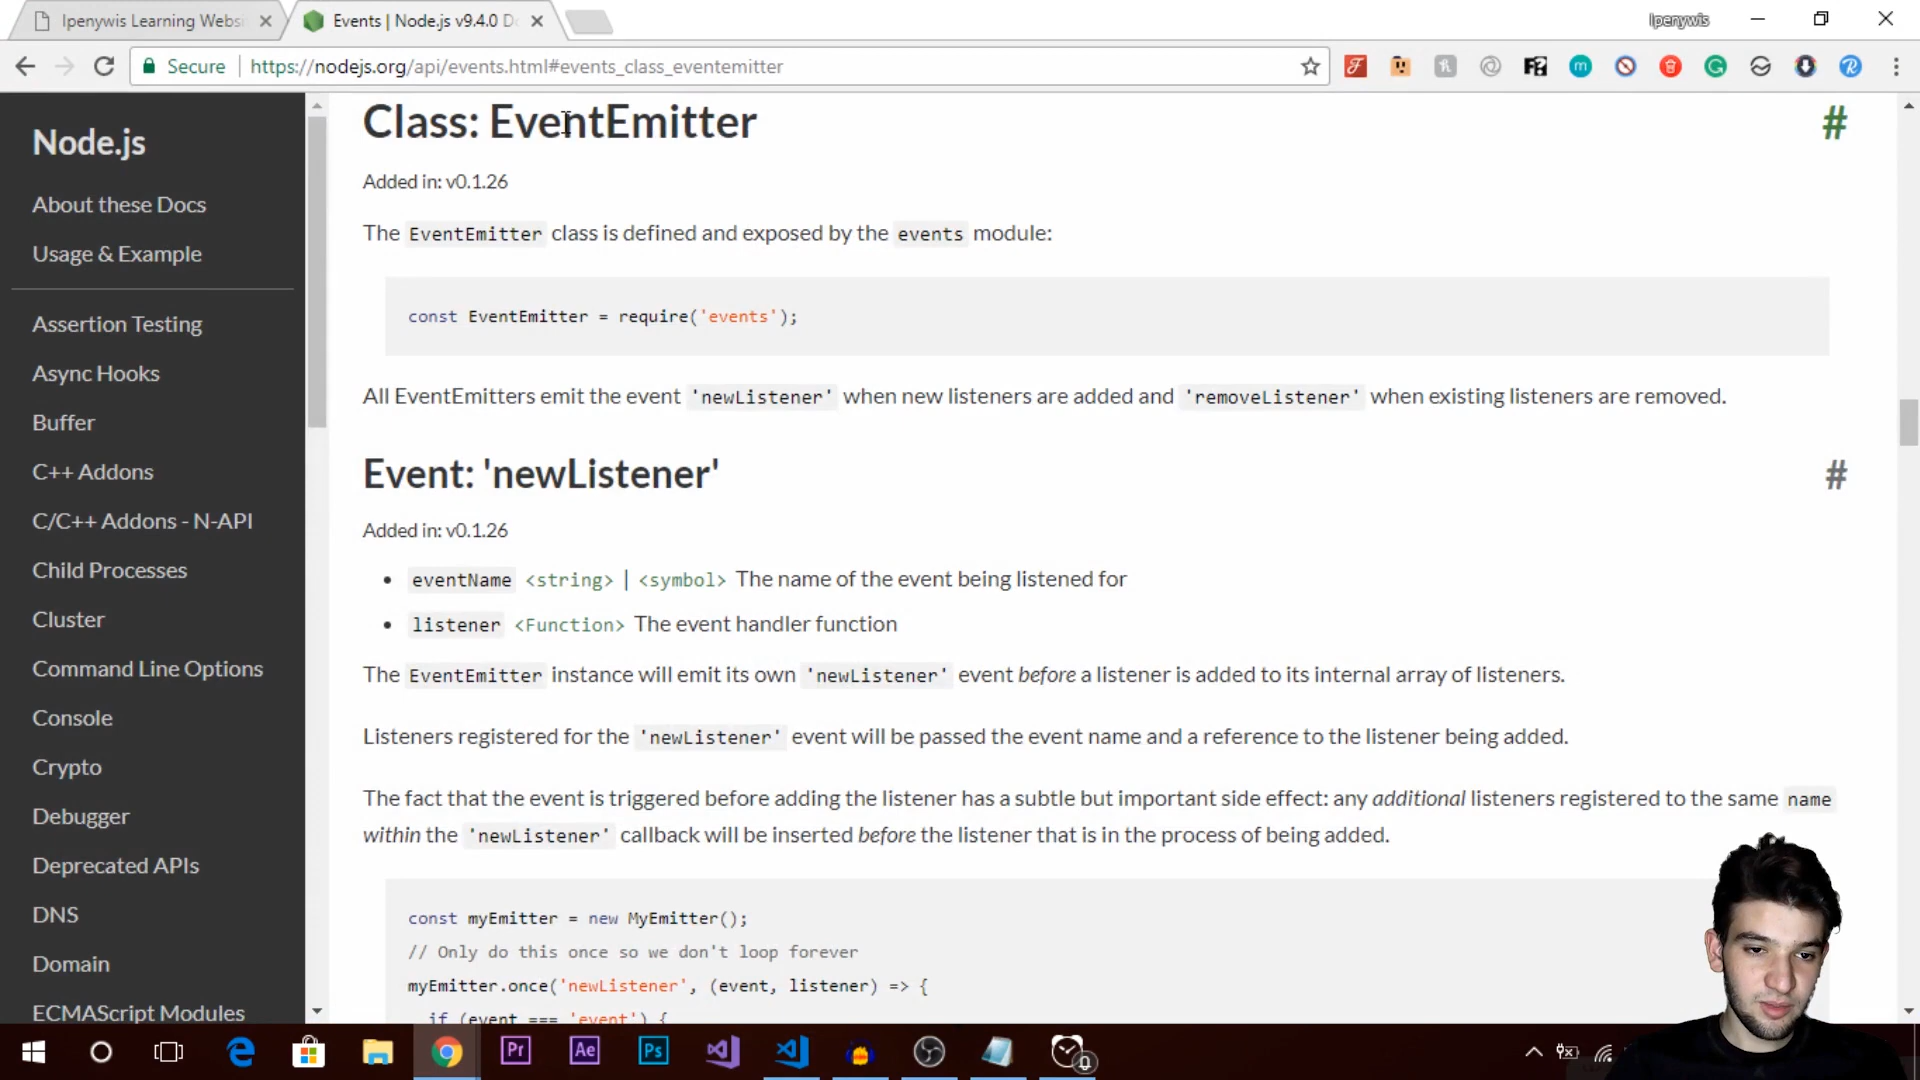 Ipenywis Learning Websi
Events | Node.js v9.4.0 Do
Ipenywis
Secure
https://nodejs.org/api/events.html#events_class_eventemitter
Node.js
About these Docs
Usage & Example
Assertion Testing
Async Hooks
Buffer
C++ Addons
C/C++ Addons - N-API
Child Processes
Cluster
Command Line Options
Console
Crypto
Debugger
Deprecated APIs
DNS
Domain
ECMAScript Modules
Class: EventEmitter
#
Added in: v0.1.26
The EventEmitter class is defined and exposed by the events module:
const EventEmitter = require('events');
All EventEmitters emit the event 'newListener' when new listeners are added and 'removeListener' when existing listeners are removed.
Event: 'newListener'
#
Added in: v0.1.26
• eventName <string> | <symbol> The name of the event being listened for
• listener <Function> The event handler function
The EventEmitter instance will emit its own 'newListener' event before a listener is added to its internal array of listeners.
Listeners registered for the 'newListener' event will be passed the event name and a reference to the listener being added.
The fact that the event is triggered before adding the listener has a subtle but important side effect: any additional listeners registered to the same name
within the 'newListener' callback will be inserted before the listener that is in the process of being added.
const myEmitter = new MyEmitter();
// Only do this once so we don't loop forever
myEmitter.once('newListener', (event, listener) => {
if (event === 'event') {
Pr
Ae
Ps